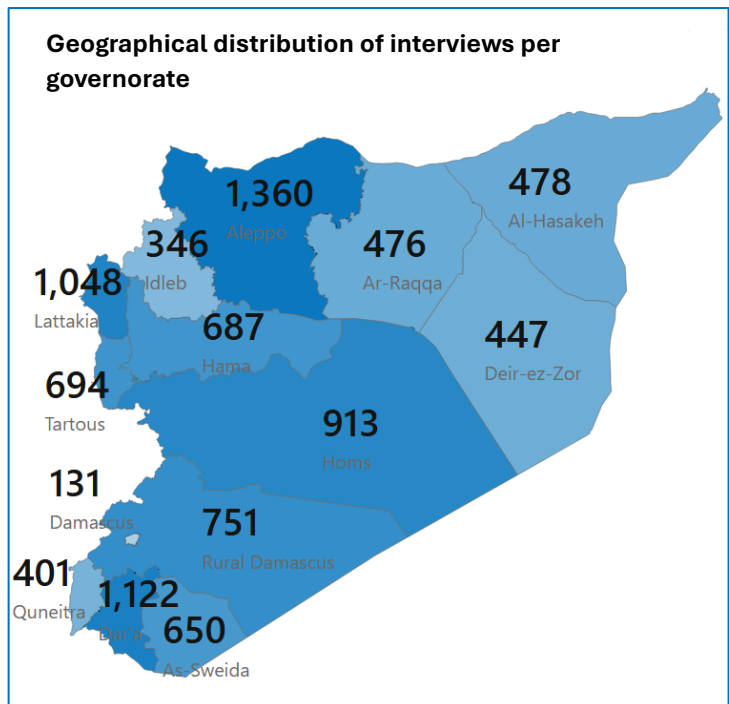 Geographical distribution of interviews per
governorate
1,360
Aleppo
478
Al-Hasakeh
346
Idleb
476
Ar-Raqqa
1,048
Lattakia
687
Hama
447
Deir-ez-Zor
694
Tartous
913
Homs
131
Damascus
751
Rural Damascus
401
Quneitra
1,122
Dar'a
650
As-Sweida